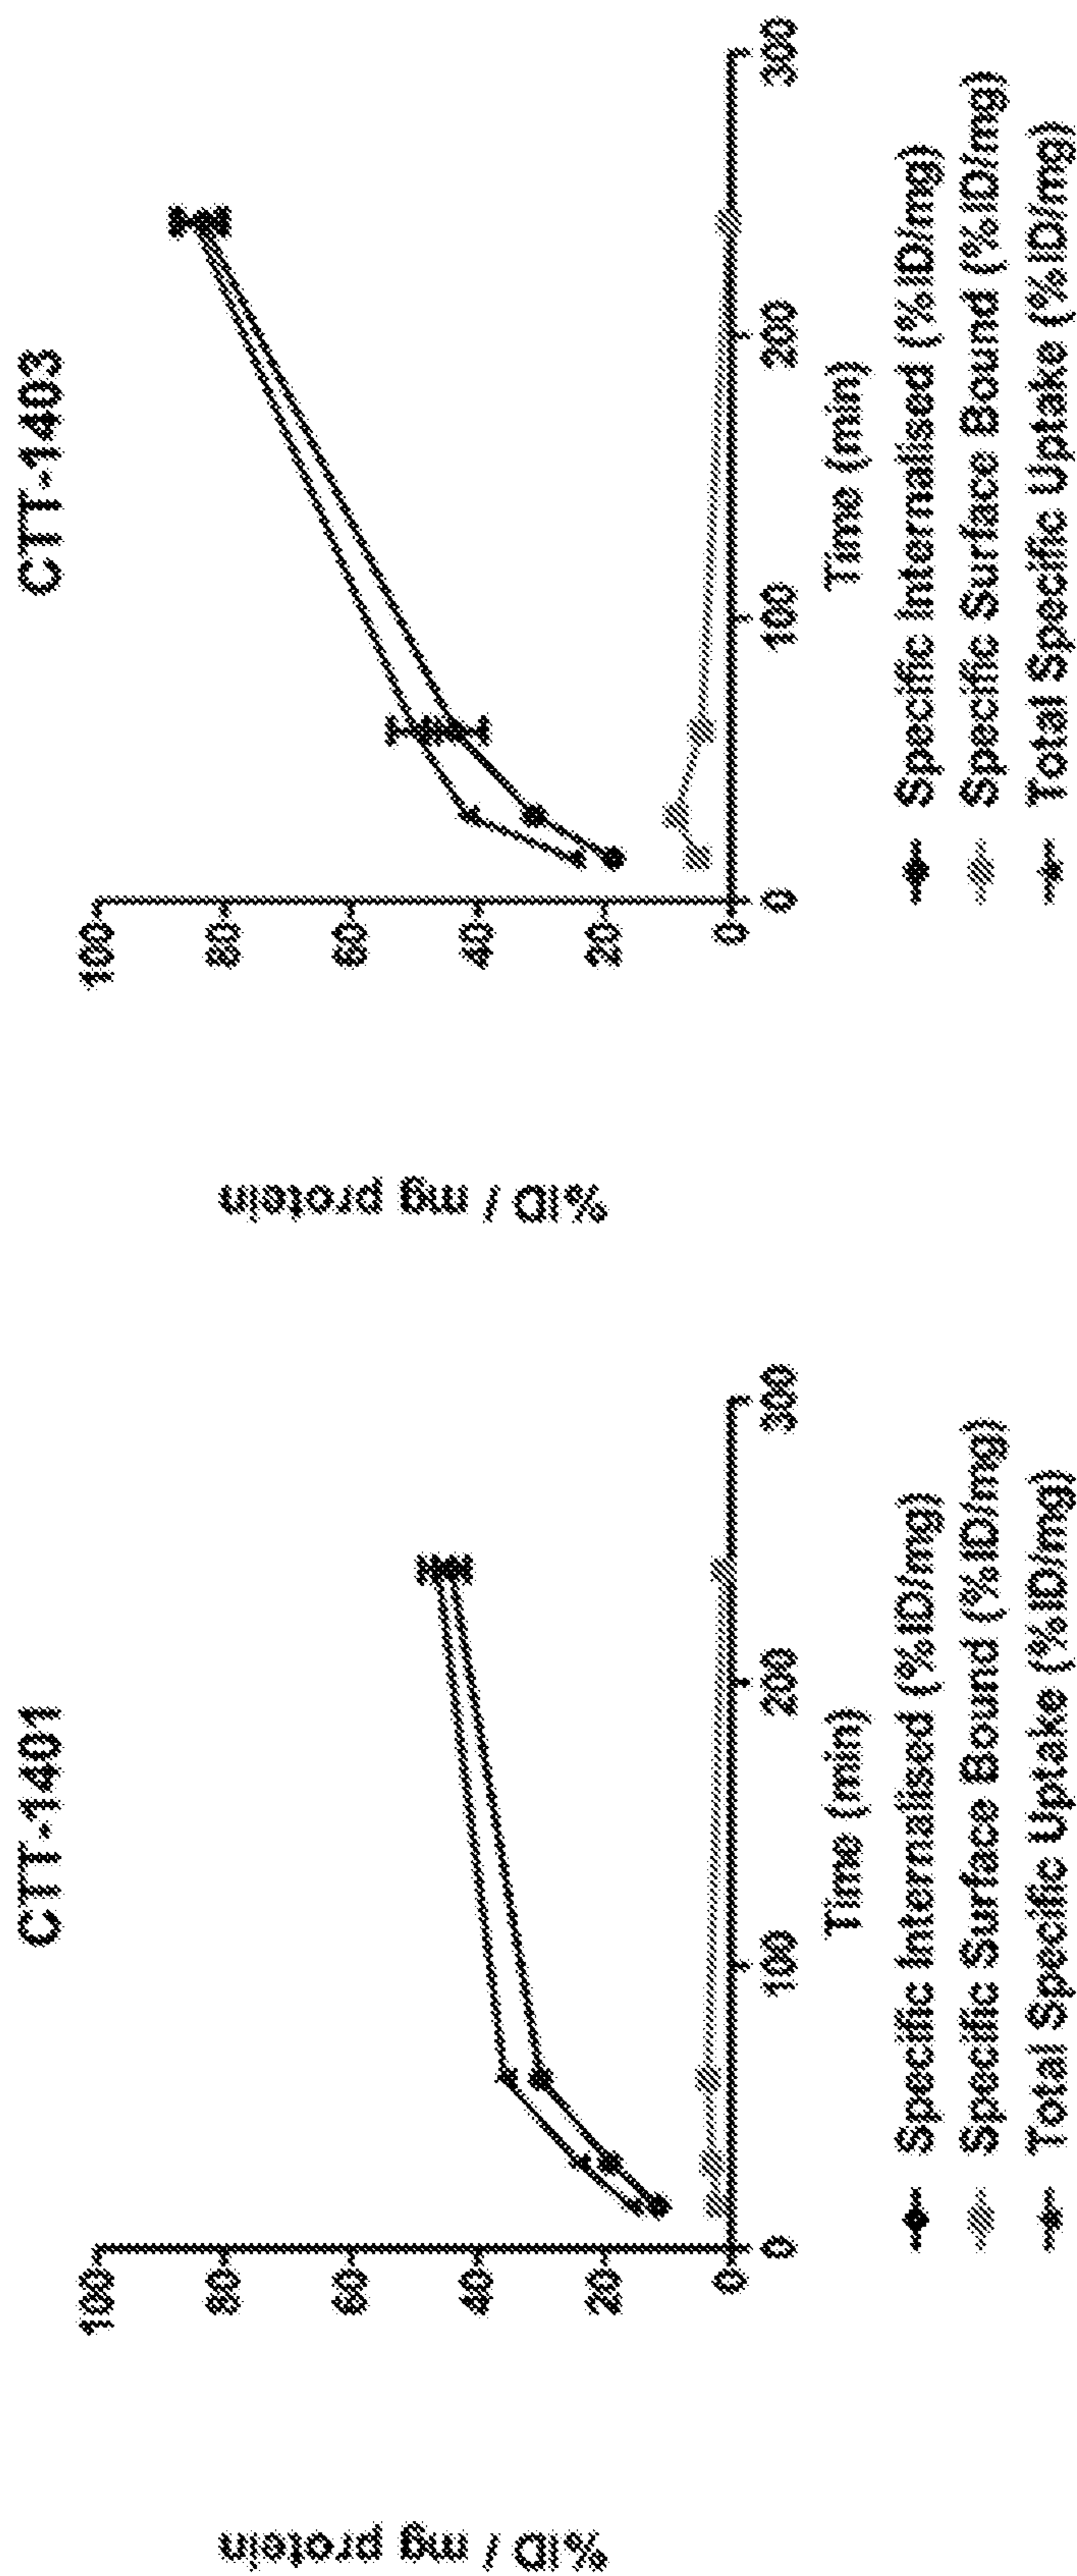 CTT-1401
%ID / mg protein
100
80
60
40
20
0
0
100
200
300
Time (min)
Specific Internalised (%ID/mg)
Specific Surface Bound (%ID/mg)
Total Specific Uptake (%ID/mg)
CTT-1403
%ID / mg protein
100
80
60
40
20
0
0
100
200
300
Time (min)
Specific Internalised (%ID/mg)
Specific Surface Bound (%ID/mg)
Total Specific Uptake (%ID/mg)